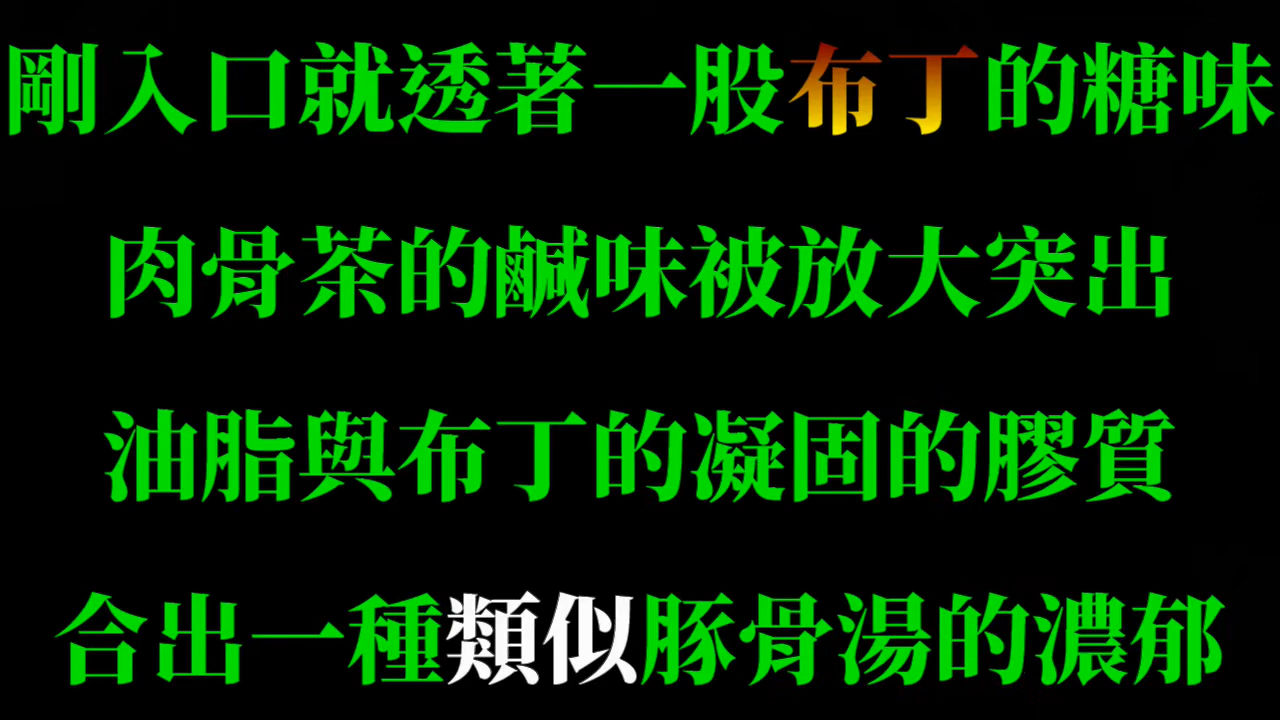 剛入口就透著一股布丁的糖味
肉骨茶的鹹味被放大突出
油脂與布丁的凝固的膠質
合出一種類似豚骨湯的濃郁